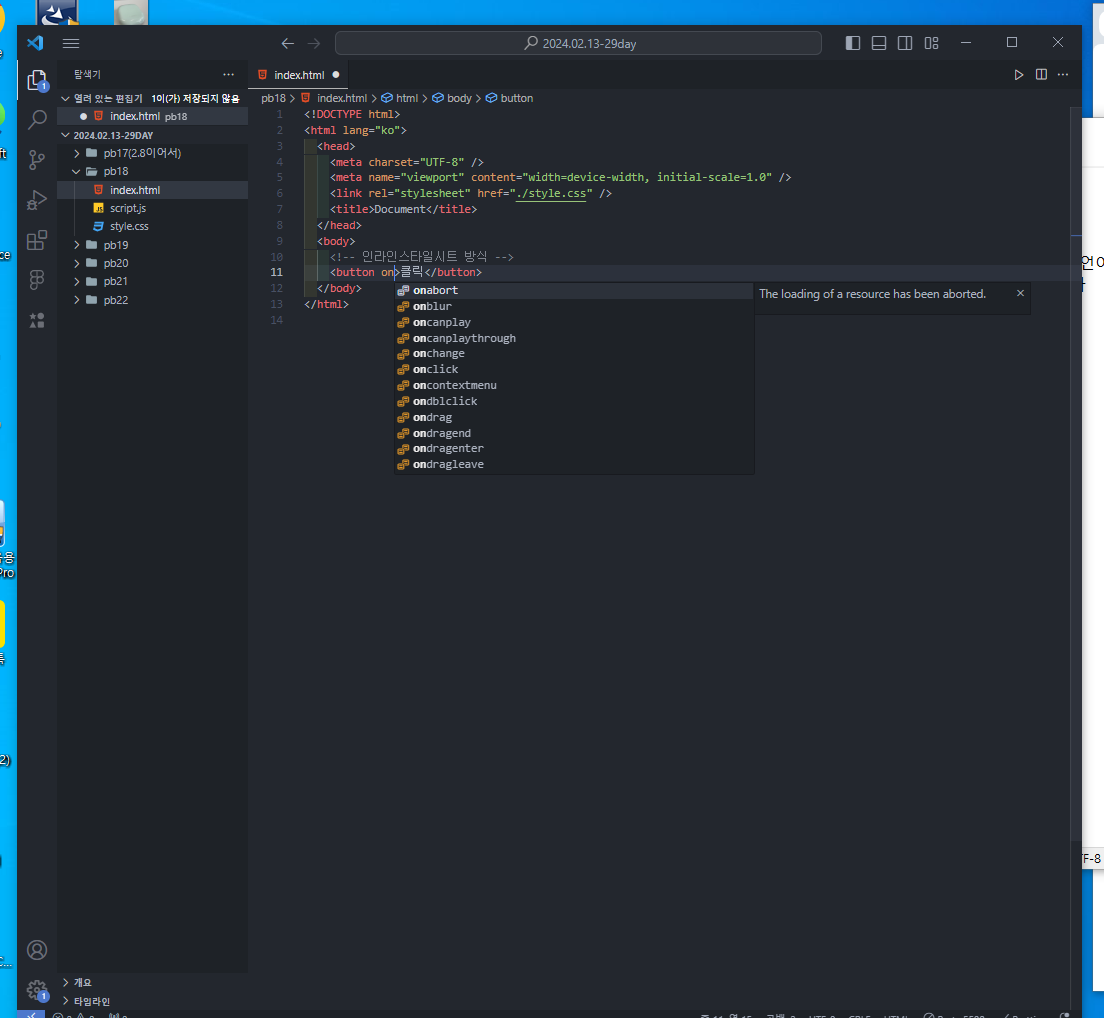 2024.02.13-29day
탐색기
index.html
열려 있는 편집기 1이(가) 저장되지 않음
index.html pb18
2024.02.13-29DAY
pb17(2.8이어서)
pb18
index.html
script.js
style.css
pb19
pb20
pb21
pb22
개요
타임라인
pb18 > index.html > html > body > button
1 <!DOCTYPE html>
2 <html lang="ko">
3 <head>
4 <meta charset="UTF-8" />
5 <meta name="viewport" content="width=device-width, initial-scale=1.0" />
6 <link rel="stylesheet" href="./style.css" />
7 <title>Document</title>
8 </head>
9 <body>
10 <!-- 인라인스타일시트 방식 -->
11 <button on>클릭</button>
12 </body>
13 </html>
14
onabort
onblur
oncanplay
oncanplaythrough
onchange
onclick
oncontextmenu
ondblclick
ondrag
ondragend
ondragenter
ondragleave
The loading of a resource has been aborted.
Pro
2)
TF-8